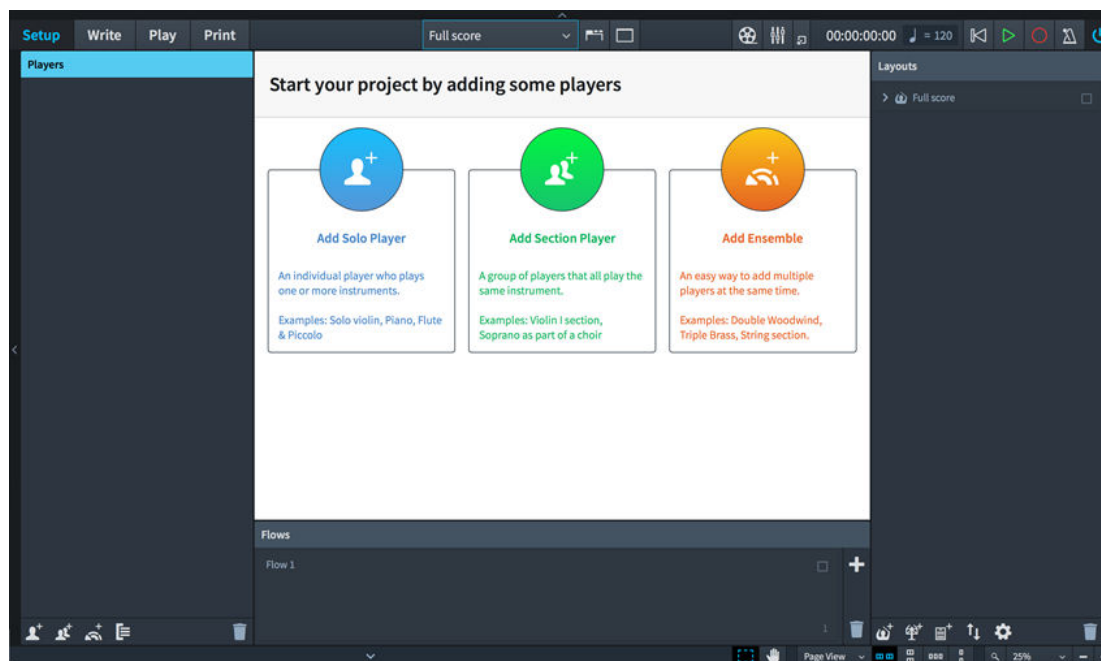 Setup Write Play Print Full score 00:00:00:00 = 120
Players
Start your project by adding some players
Layouts
Full score
Add Solo Player
An individual player who plays
one or more instruments.
Examples: Solo violin, Piano, Flute
& Piccolo
Add Section Player
A group of players that all play the
same instrument.
Examples: Violin I section,
Soprano as part of a choir
Add Ensemble
An easy way to add multiple
players at the same time.
Examples: Double Woodwind,
Triple Brass, String section.
Flows
Flow 1
1
Page View 25%